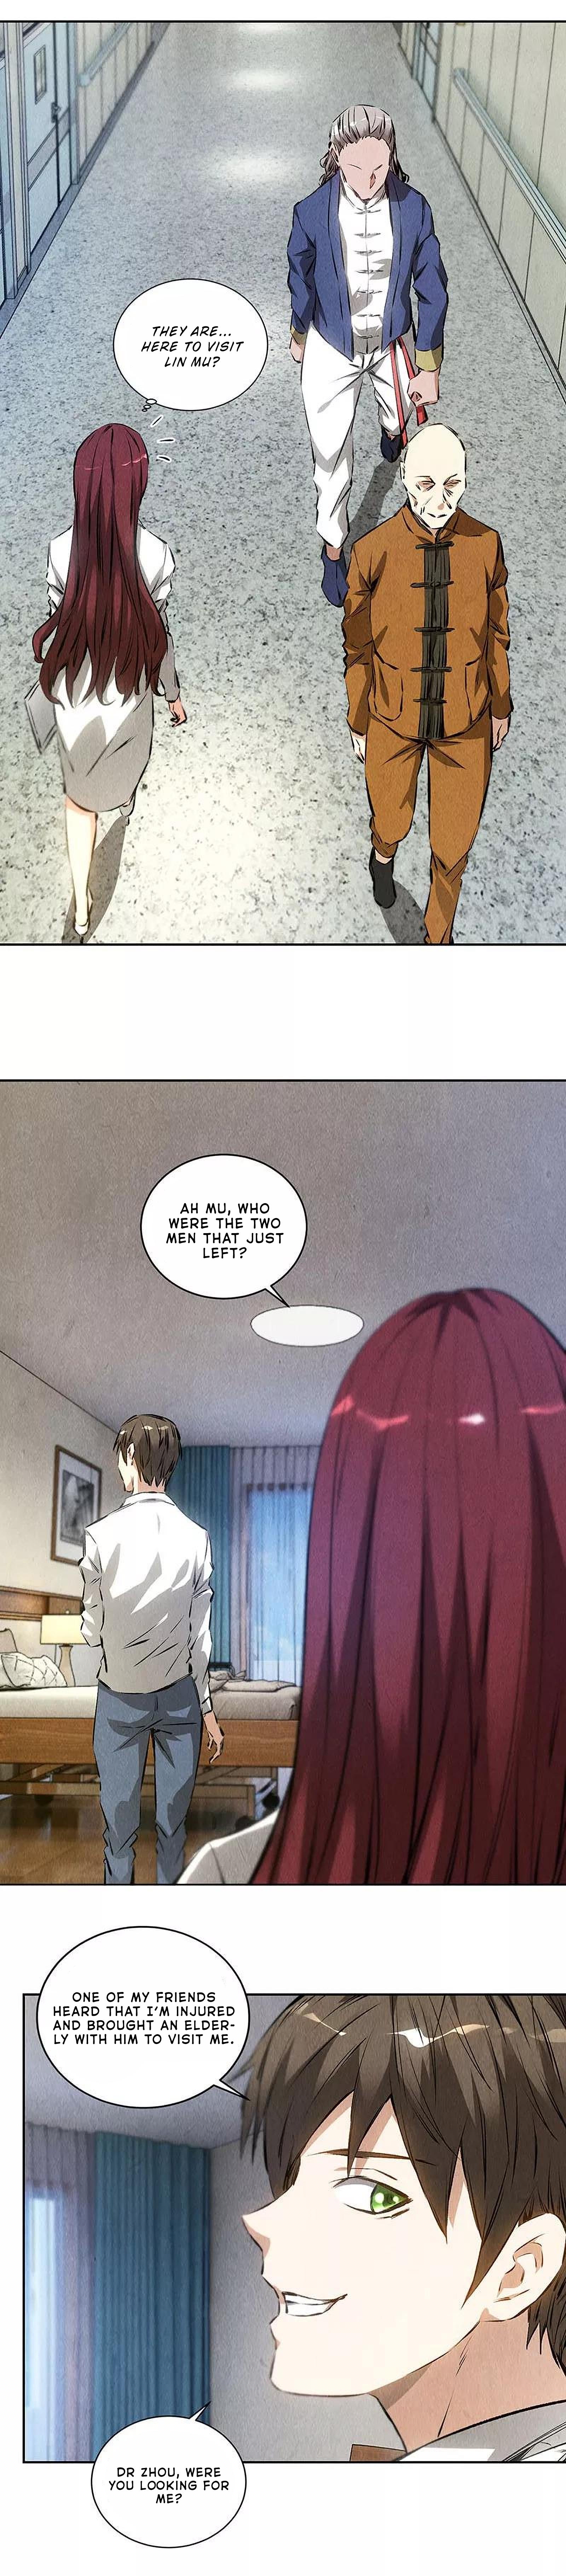 THEY ARE...
HERE TO VISIT
LIN MU?
AH MU, WHO
WERE THE TWO
MEN THAT JUST
LEFT?
ONE OF MY FRIENDS
HEARD THAT I'M INJURED
AND BROUGHT AN ELDER-
LY WITH HIM TO VISIT ME.
DR ZHOU, WERE
YOU LOOKING FOR
ME?